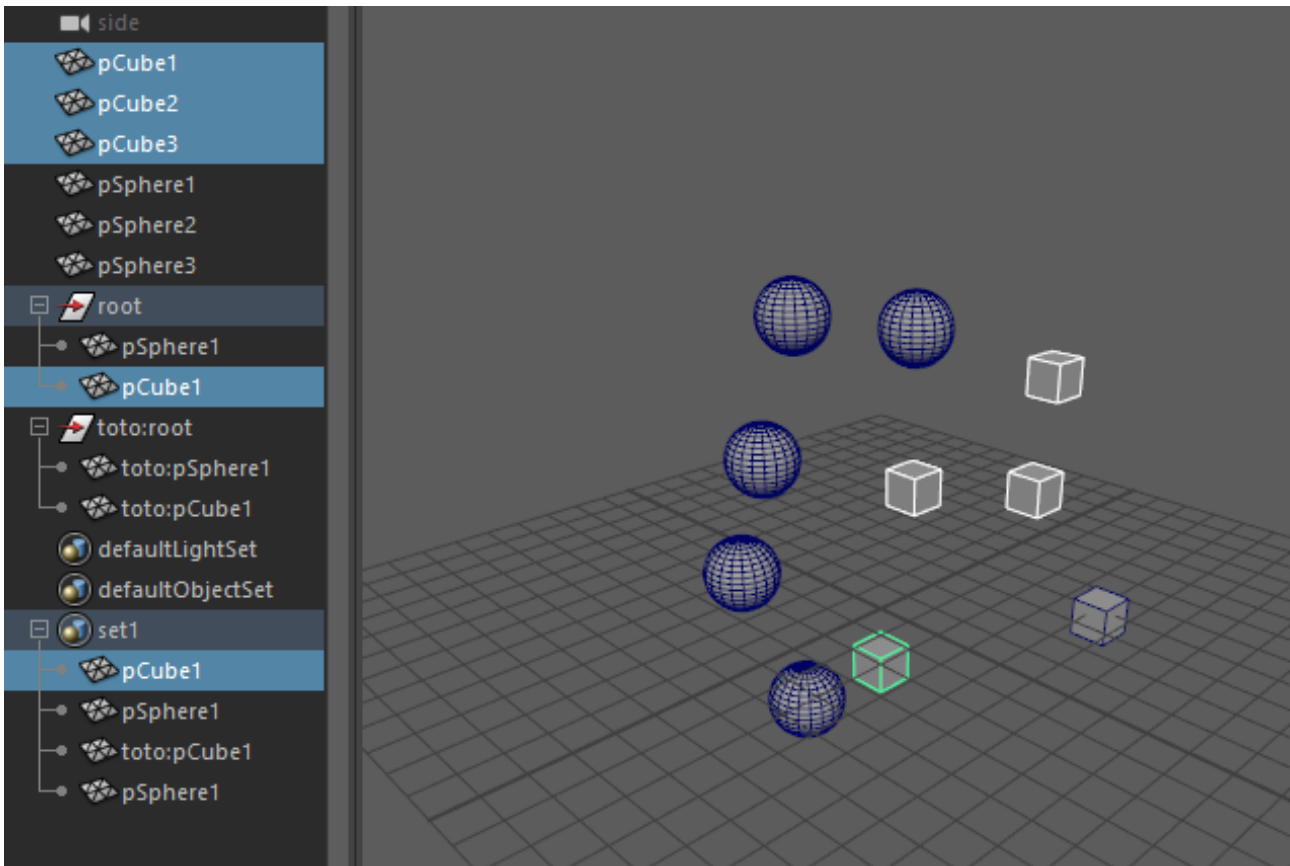 side
pCube1
pCube2
pCube3
pSphere1
pSphere2
pSphere3
root
pSphere1
pCube1
toto:root
toto:pSphere1
toto:pCube1
defaultLightSet
defaultObjectSet
set1
pCube1
pSphere1
toto:pCube1
pSphere1